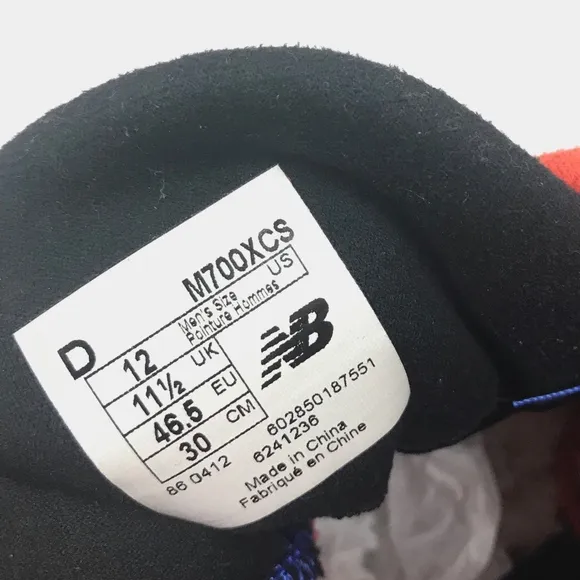 M700XCS
D
Men's Size
Pointure Hommes
12 US
11½ UK
46.5 EU
30 CM
86 0412
NB
602850187551
6241236
Made in China
Fabriqué en Chine